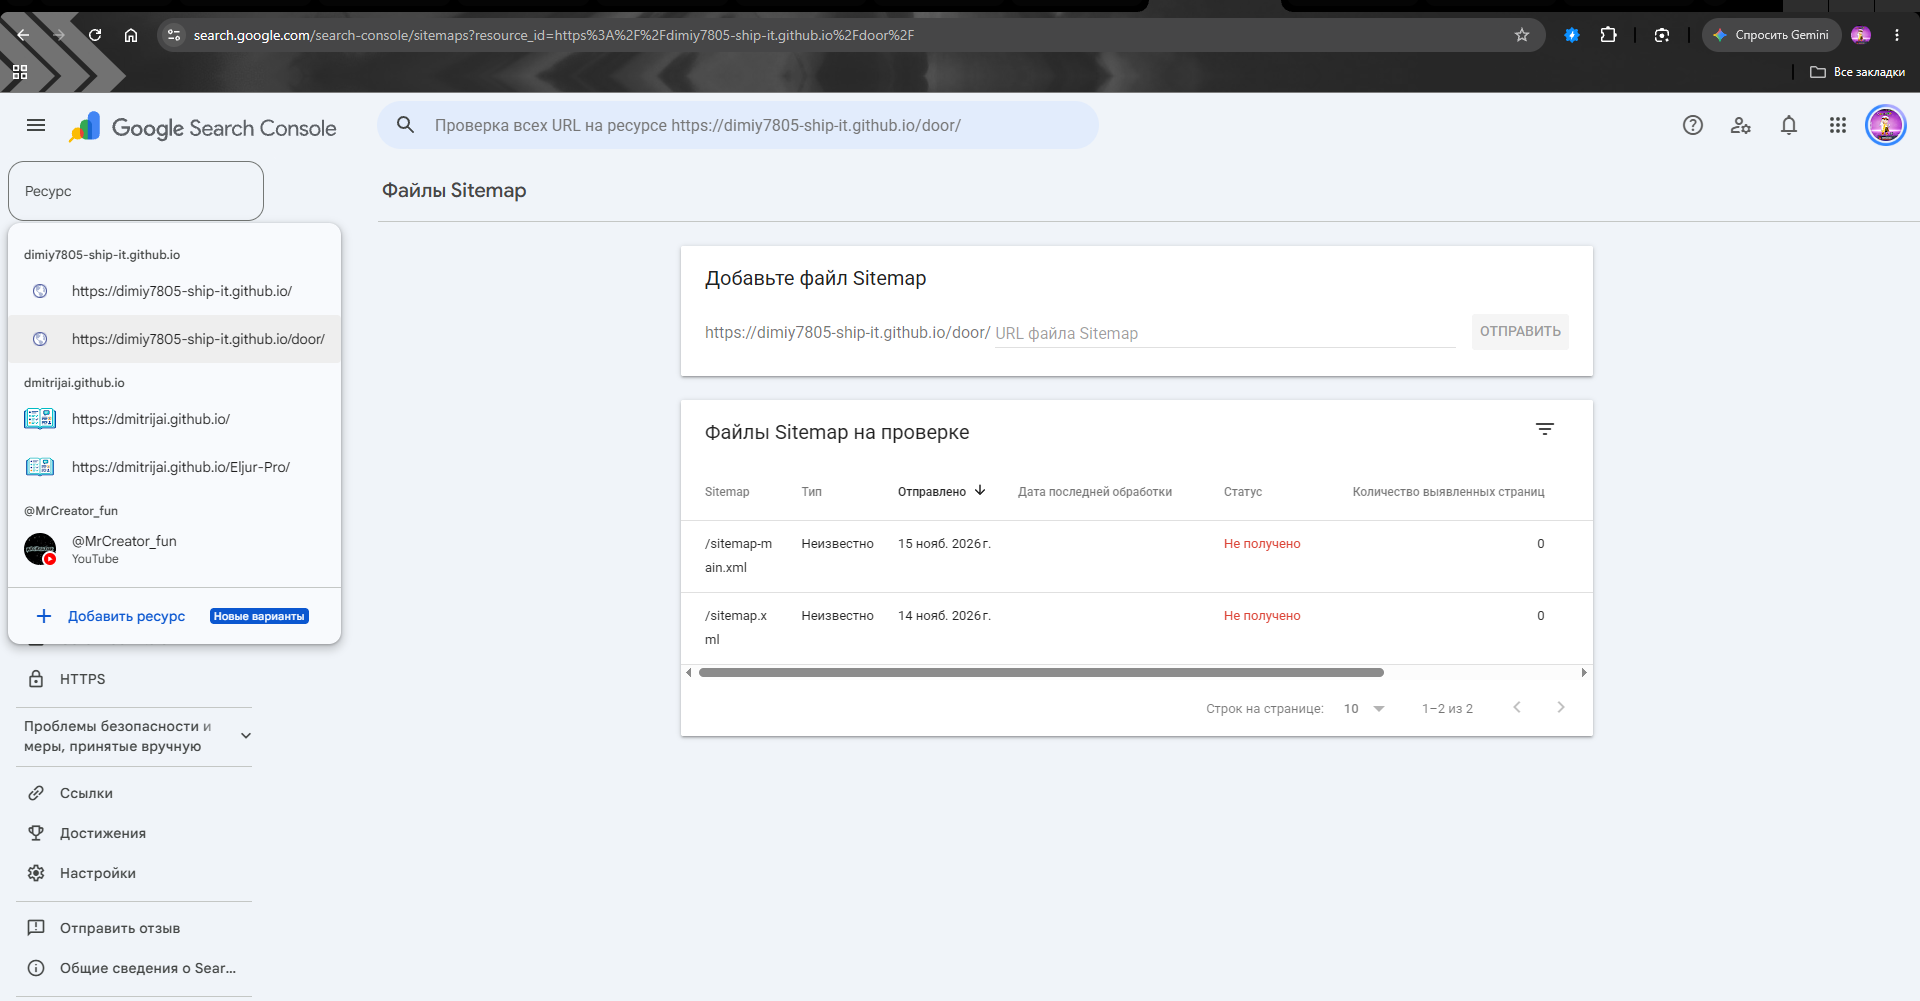 search.google.com/search-console/sitemaps?resource_id=https%3A%2F%2Fdimiy7805-ship-it.github.io%2Fdoor%2F
Спросить Gemini
Все закладки
Google Search Console
Проверка всех URL на ресурсе https://dimiy7805-ship-it.github.io/door/
Ресурс
dimiy7805-ship-it.github.io
https://dimiy7805-ship-it.github.io/
https://dimiy7805-ship-it.github.io/door/
dmitrijai.github.io
https://dmitrijai.github.io/
https://dmitrijai.github.io/Eljur-Pro/
@MrCreator_fun
@MrCreator_fun
YouTube
Добавить ресурс Новые варианты
HTTPS
Проблемы безопасности и
меры, принятые вручную
Ссылки
Достижения
Настройки
Отправить отзыв
Общие сведения о Sear...
Файлы Sitemap
Добавьте файл Sitemap
https://dimiy7805-ship-it.github.io/door/ URL файла Sitemap ОТПРАВИТЬ
Файлы Sitemap на проверке
Sitemap Тип Отправлено Дата последней обработки Статус Количество выявленных страниц
/sitemap-m Неизвестно 15 нояб. 2026 г. Не получено 0
ain.xml
/sitemap.x Неизвестно 14 нояб. 2026 г. Не получено 0
ml
Строк на странице: 10 1–2 из 2